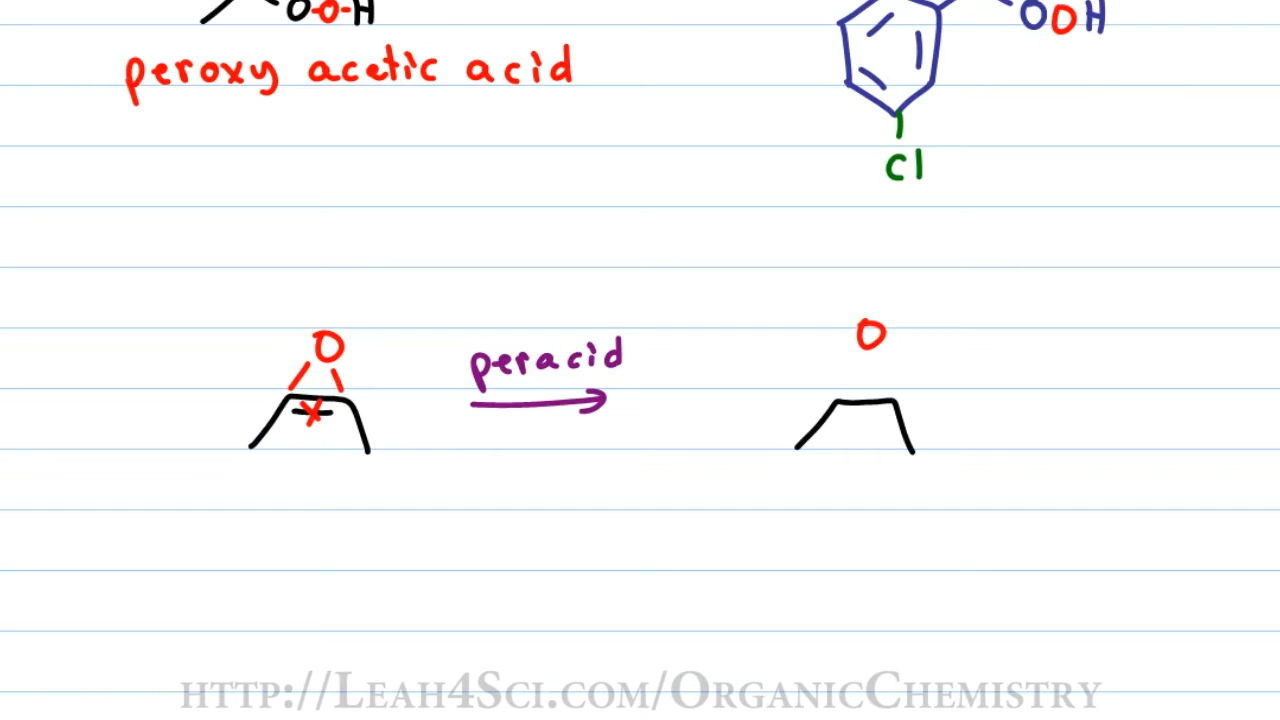 O-O-H
OOH
peroxy acetic acid
Cl
O
peracid
O
HTTP://LEAH4SCI.COM/ORGANICCHEMISTRY